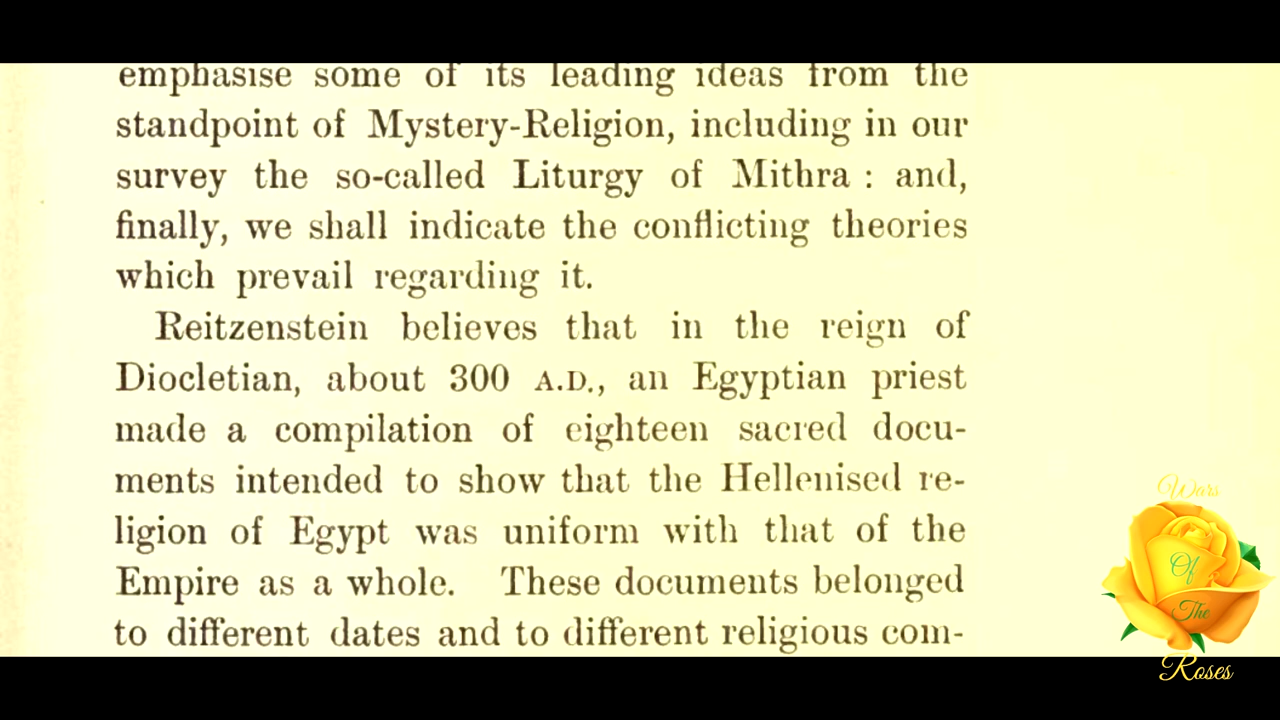 emphasise some of its leading ideas from the
standpoint of Mystery-Religion, including in our
survey the so-called Liturgy of Mithra : and,
finally, we shall indicate the conflicting theories
which prevail regarding it.
Reitzenstein believes that in the reign of
Diocletian, about 300 A.D., an Egyptian priest
made a compilation of eighteen sacred docu-
ments intended to show that the Hellenised re-
ligion of Egypt was uniform with that of the
Empire as a whole. These documents belonged
to different dates and to different religious com-
Wars
Of
The
Roses